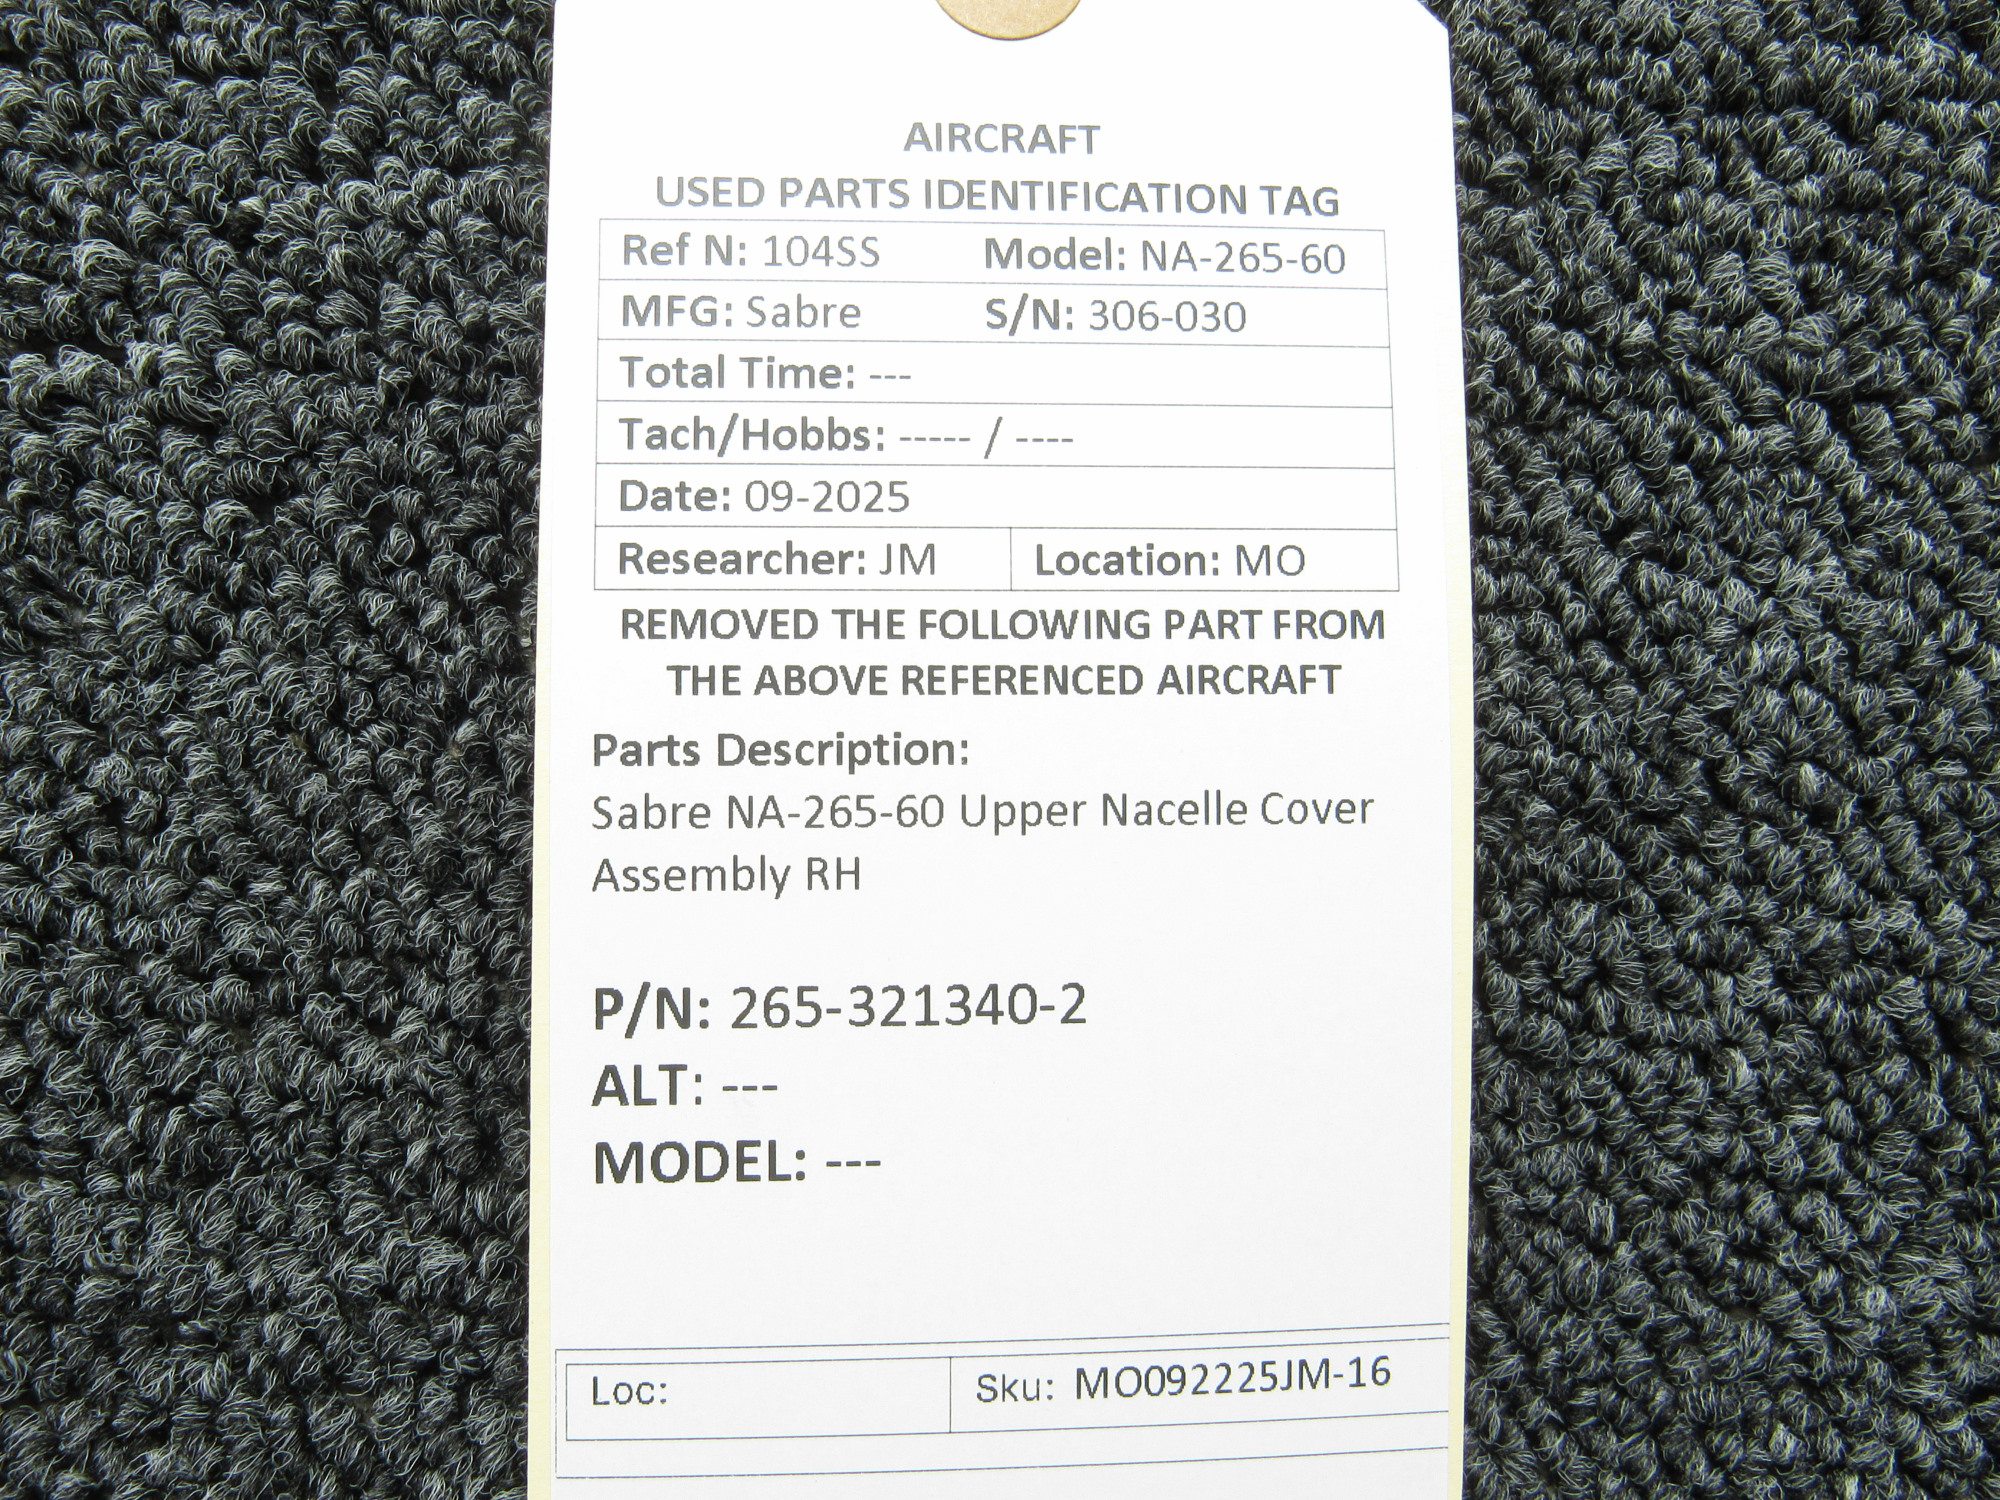 AIRCRAFT
USED PARTS IDENTIFICATION TAG
Ref N: 104SS Model: NA-265-60
MFG: Sabre S/N: 306-030
Total Time: ---
Tach/Hobbs: ----- / ----
Date: 09-2025
Researcher: JM Location: MO
REMOVED THE FOLLOWING PART FROM
THE ABOVE REFERENCED AIRCRAFT
Parts Description:
Sabre NA-265-60 Upper Nacelle Cover
Assembly RH
P/N: 265-321340-2
ALT: ---
MODEL: ---
Loc: Sku: MO092225JM-16